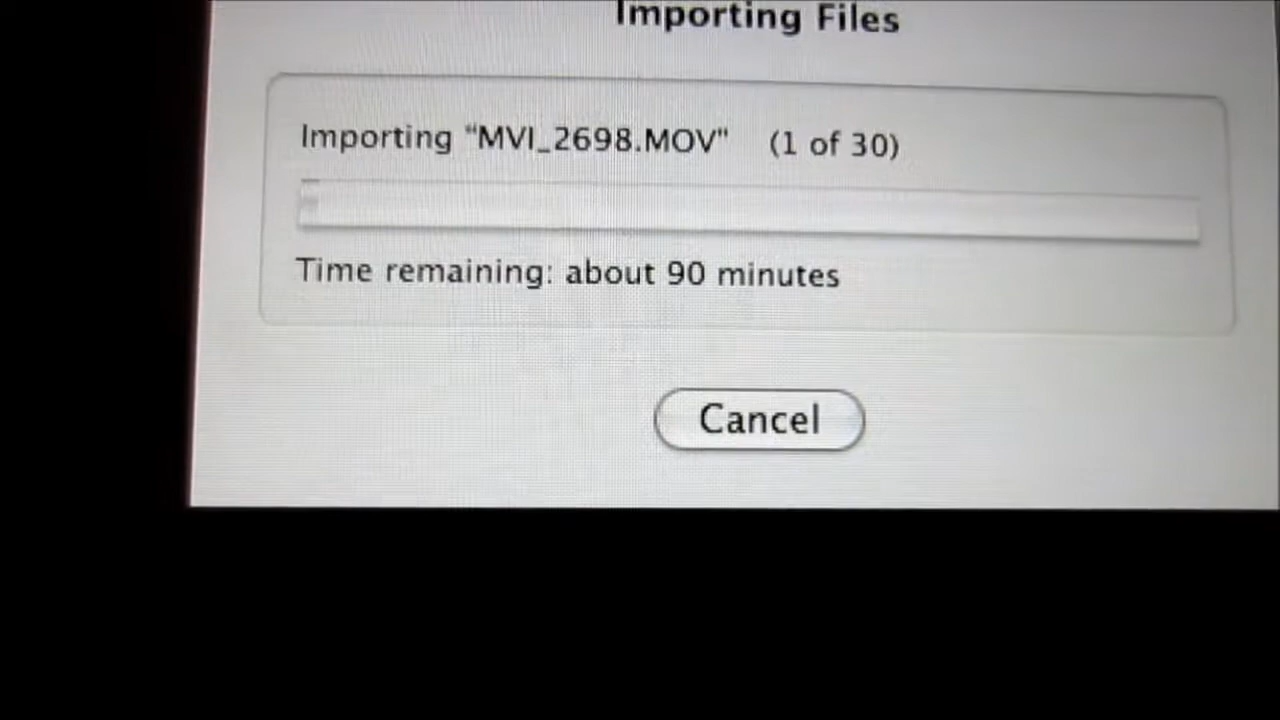 Importing Files
Importing "MVI_2698.MOV" (1 of 30)
Time remaining: about 90 minutes
Cancel